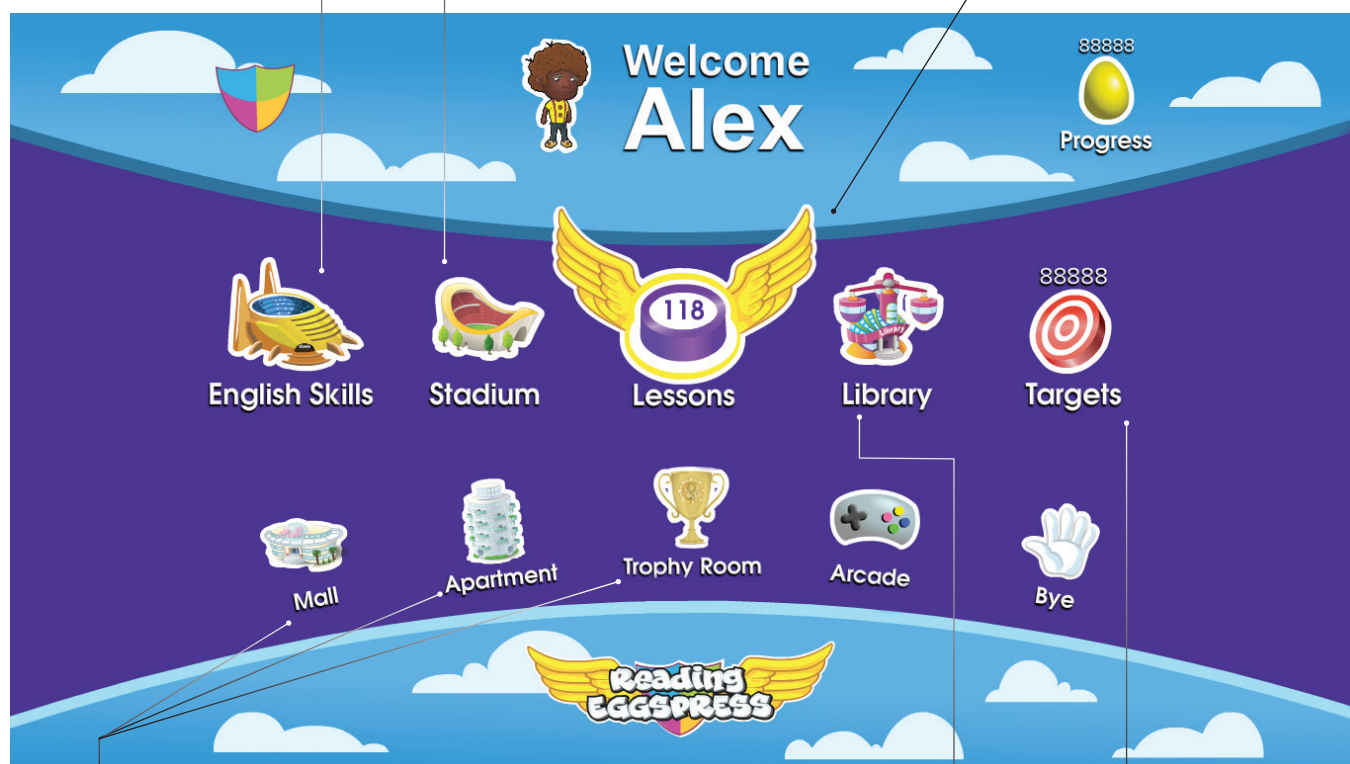 Welcome
Alex
88888
Progress
118
88888
Library
English Skills
Stadium
Lessons
Library
Targets
Mall
Apartment
Trophy Room
Arcade
Bye
Reading
EGGSPRESS